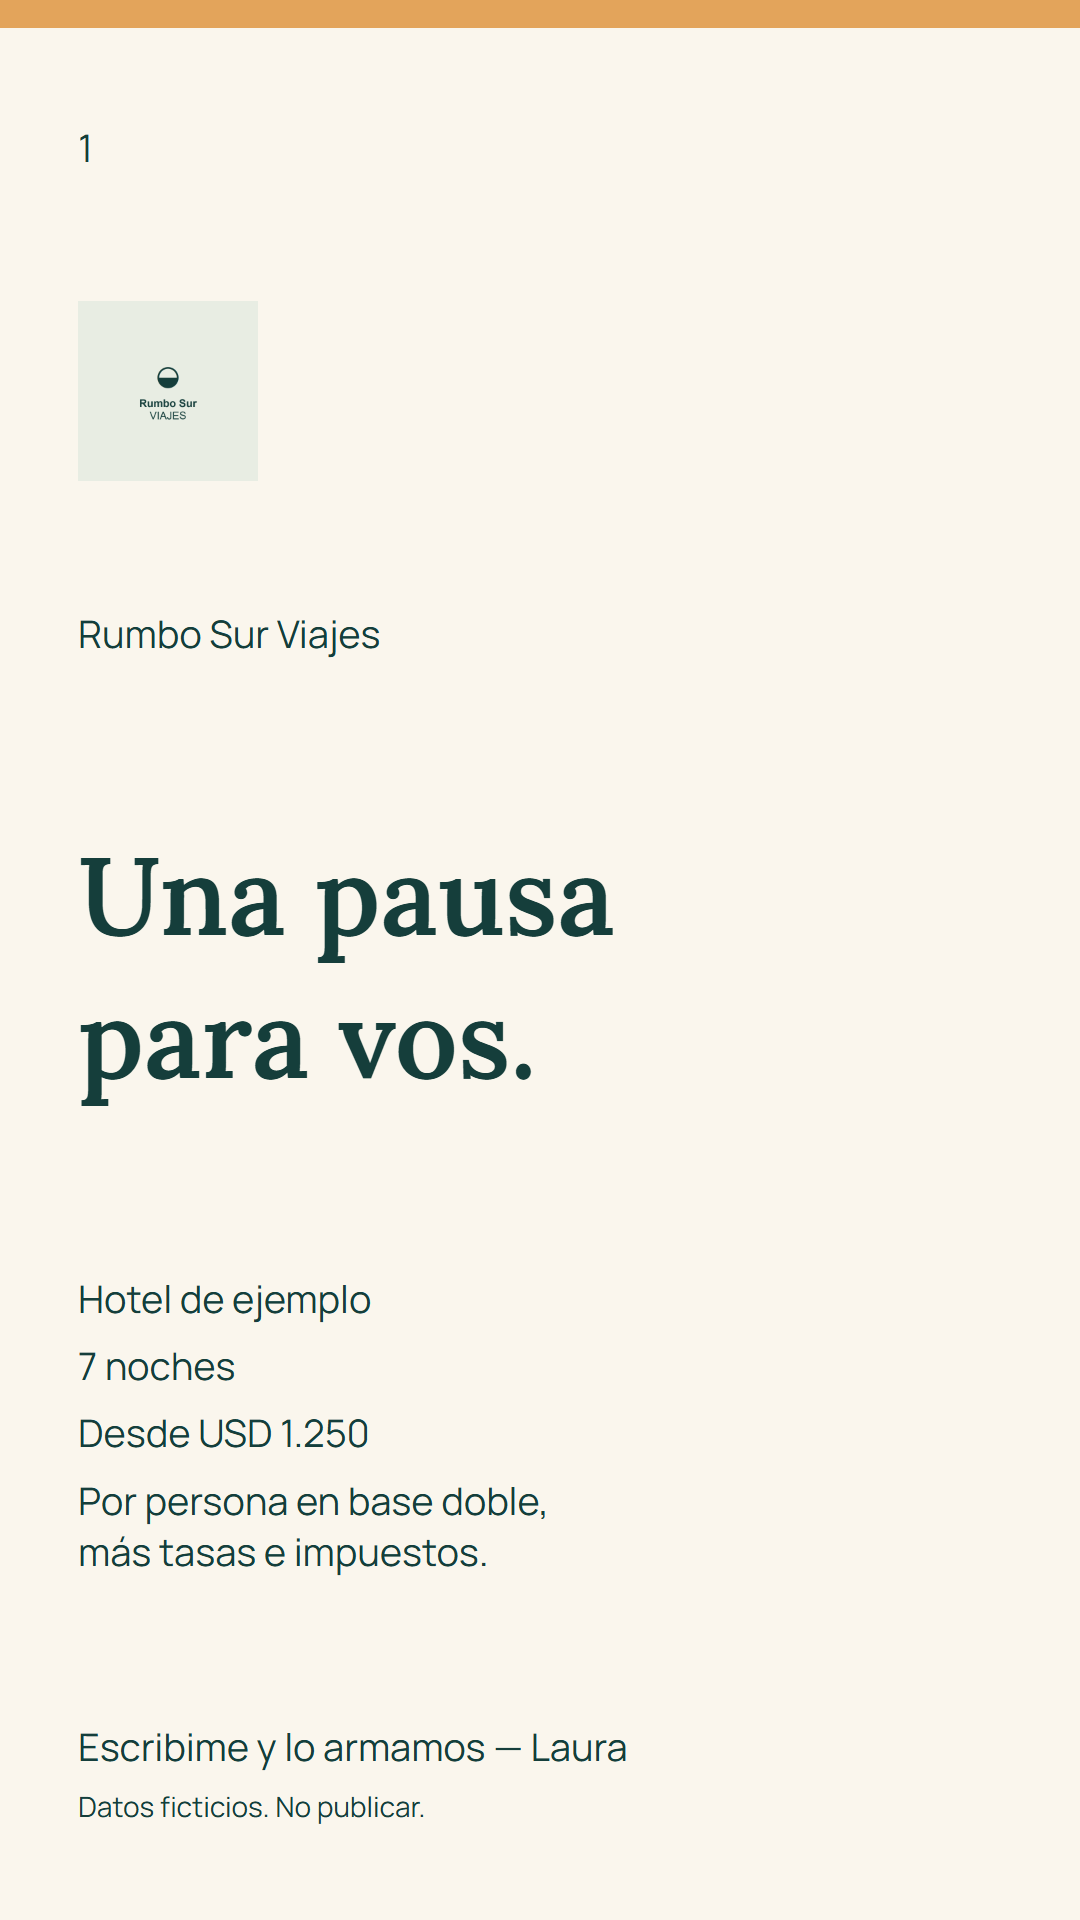 1
Rumbo Sur
VIAJES
Rumbo Sur Viajes
Una pausa
para vos.
Hotel de ejemplo
7 noches
Desde USD 1.250
Por persona en base doble,
más tasas e impuestos.
Escribime y lo armamos — Laura
Datos ficticios. No publicar.